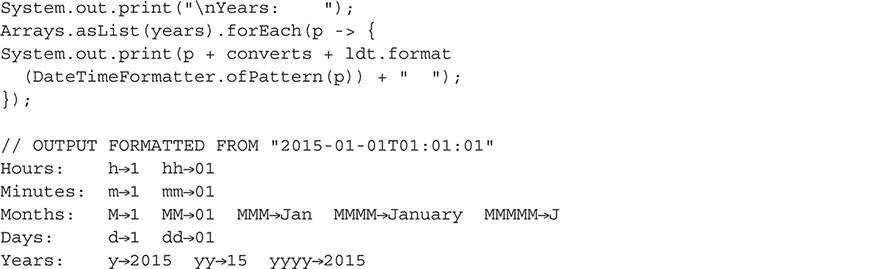 System.out.print("\nYears:    ");
Arrays.asList(years).forEach(p -> {
System.out.print(p + converts + ldt.format
  (DateTimeFormatter.ofPattern(p)) + "  ");
});

// OUTPUT FORMATTED FROM "2015-01-01T01:01:01"
Hours:    h→1  hh→01
Minutes:  m→1  mm→01
Months:   M→1  MM→01  MMM→Jan  MMMM→January  MMMMM→J
Days:     d→1  dd→01
Years:    y→2015  yy→15  yyyy→2015